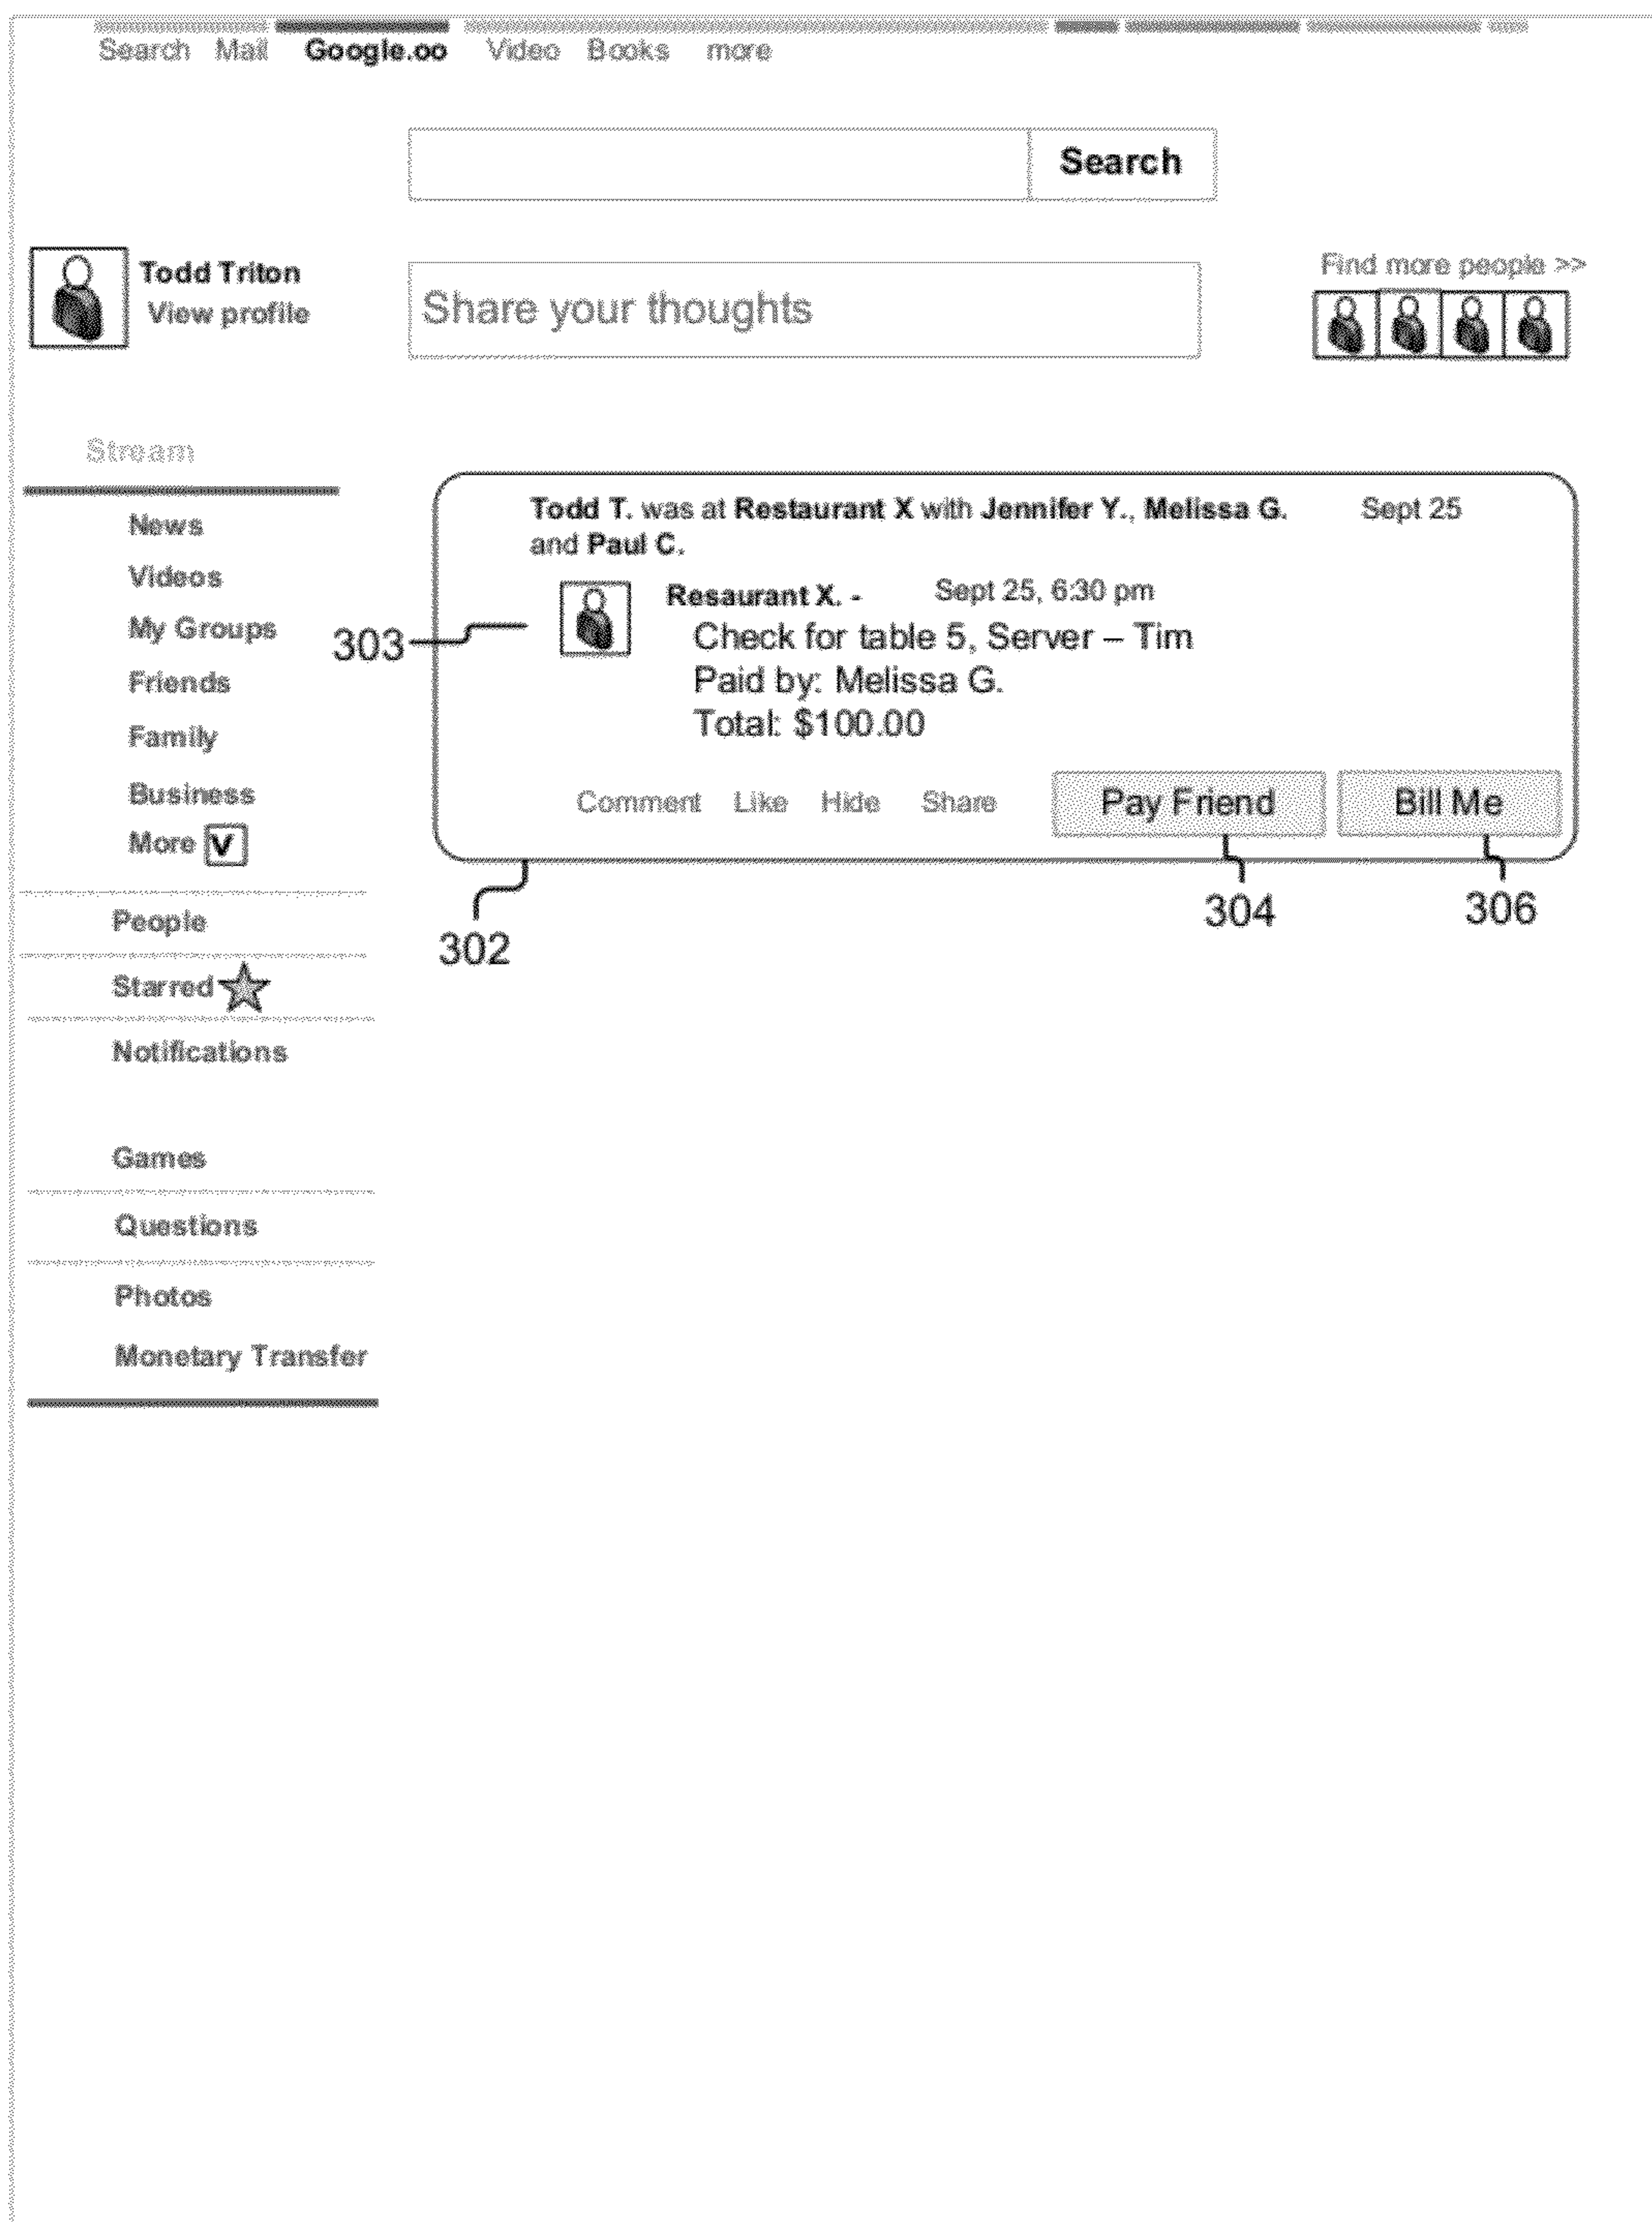 Search Mail Google.oo Video Books more
Search
Todd Triton
View profile
Share your thoughts
Find more people >>
Stream
News
Videos
My Groups
Friends
Family
Business
More V
People
Starred
Notifications
Games
Questions
Photos
Monetary Transfer
Todd T. was at Restaurant X with Jennifer Y., Melissa G. Sept 25
and Paul C.
Resaurant X. - Sept 25, 6:30 pm
Check for table 5, Server – Tim
Paid by: Melissa G.
Total: $100.00
Comment Like Hide Share Pay Friend Bill Me
303
302
304
306